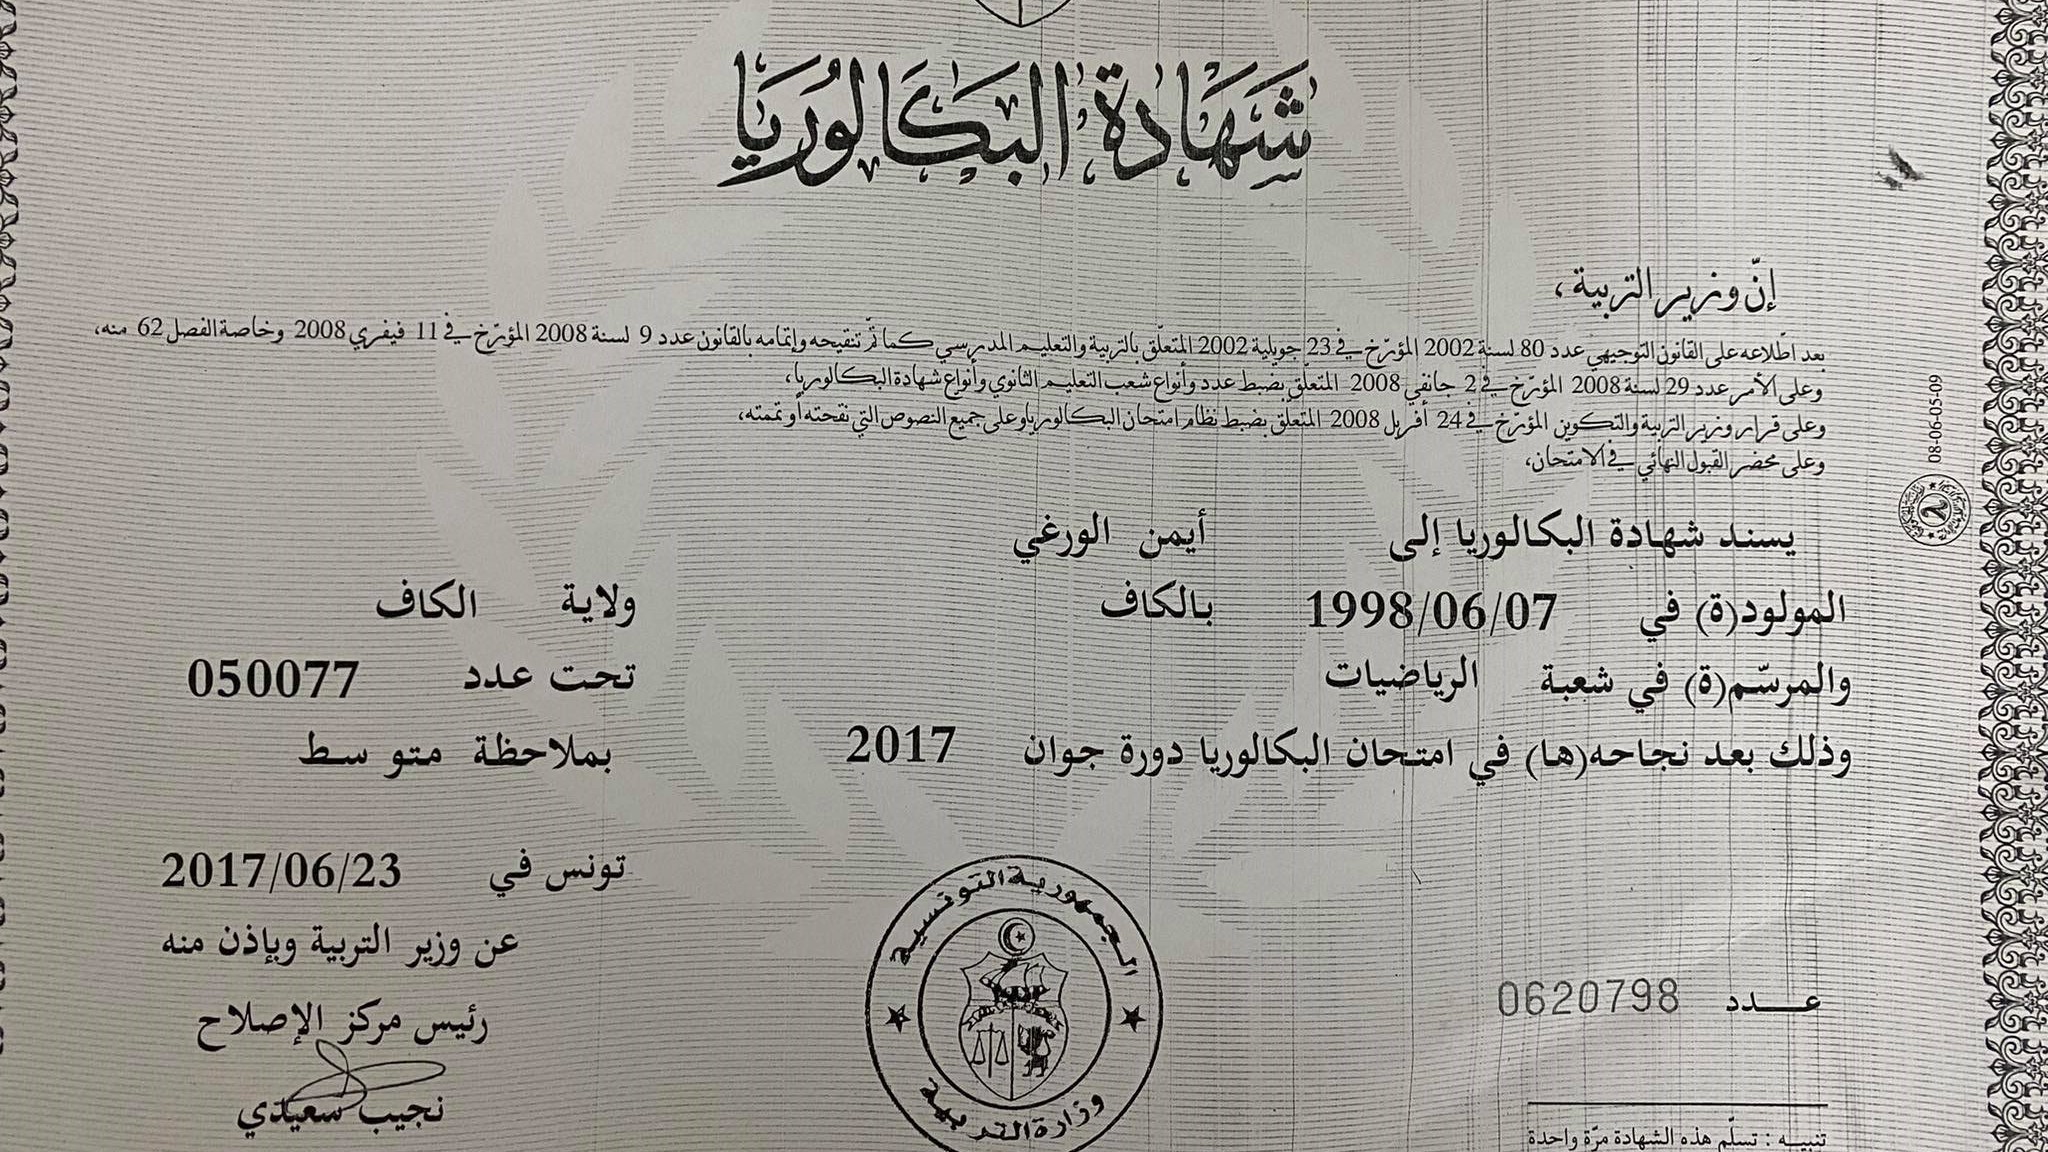 شهادة البكالوريا
إنّ وزير التربية،
بعد اطّلاعه على القانون التوجيهي عدد 80 لسنة 2002 المؤرّخ في 23 جويلية 2002 المتعلّق بالتربية والتعليم المدرسي كما تمّ تنقيحه وإتمامه بالقانون عدد 9 لسنة 2008 المؤرّخ في 11 فيفري 2008 وخاصة الفصل 62 منه،
وعلى الأمر عدد 29 لسنة 2008 المؤرّخ في 2 جانفي 2008 المتعلّق بضبط عدد وأنواع شعب التعليم الثانوي وأنواع شهادة البكالوريا،
وعلى قرار وزير التربية والتكوين المؤرّخ في 24 أفريل 2008 المتعلّق بضبط نظام امتحان البكالوريا وعلى جميع النصوص التي نقحته أو تممته،
وعلى محضر القبول النهائي في الامتحان،
08-06-05-09
يسند شهادة البكالوريا إلى أيمن الورغي
المولود(ة) في 1998/06/07 بالكاف ولاية الكاف
والمرسّم(ة) في شعبة الرياضيات تحت عدد 050077
وذلك بعد نجاحه(ها) في امتحان البكالوريا دورة جوان 2017 بملاحظة متوسط
تونس في 2017/06/23
عن وزير التربية وبإذن منه
رئيس مركز الإصلاح
نجيب سعيدي
الجمهورية التونسية
وزارة التربية
عدد 0620798
تنبيه : تسلّم هذه الشهادة مرّة واحدة